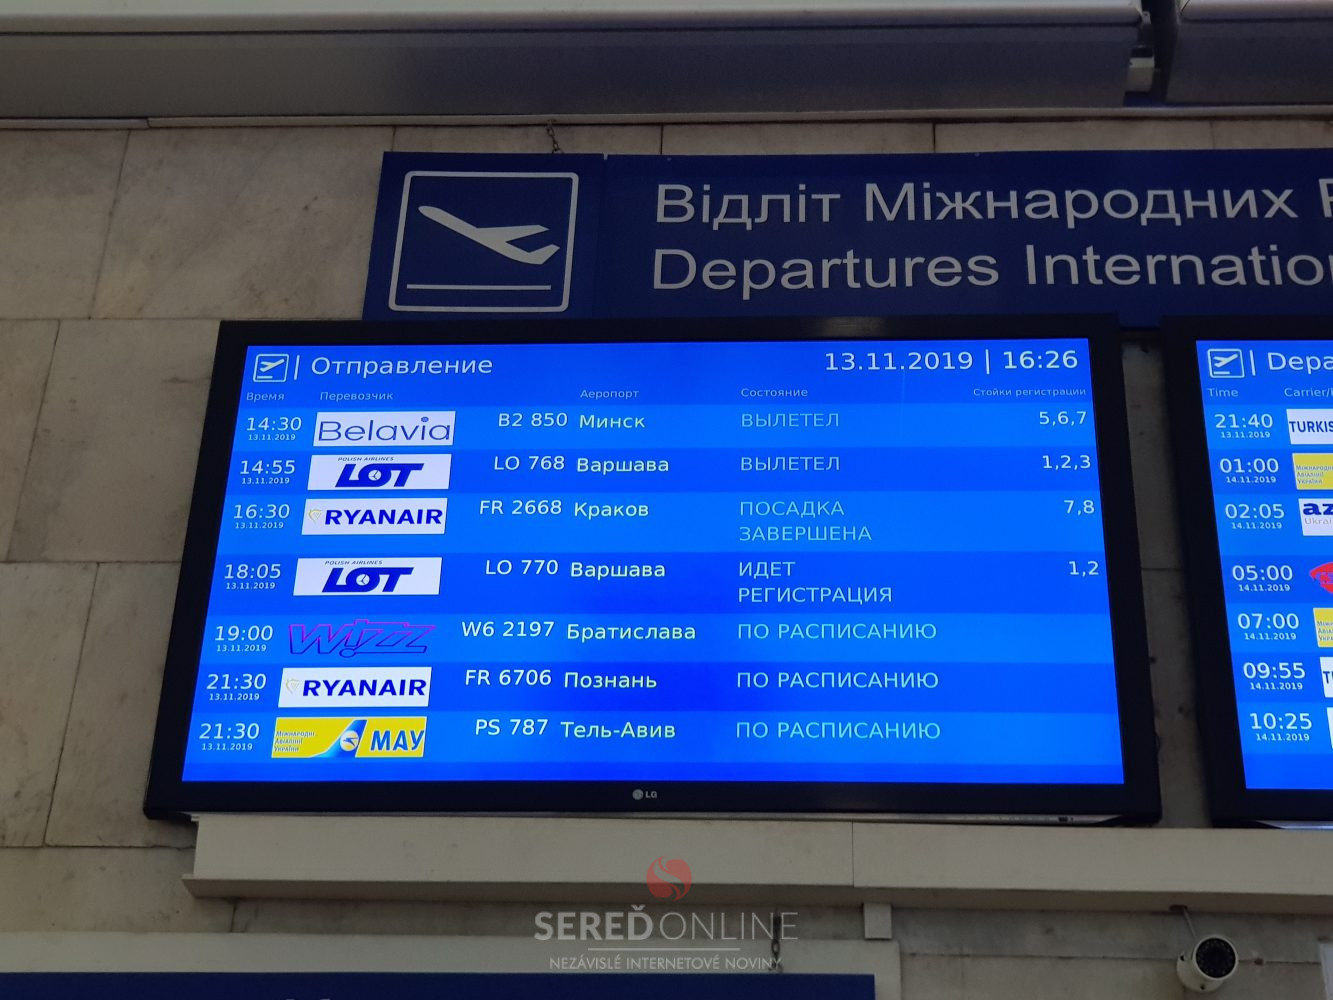 Відліт Міжнародних
Departures
Отправление 13.11.2019 | 16:26
Время Перевозчик Аеропорт Состояние Стойки регистрации
14:30 13.11.2019 Belavia B2 850 Минск ВЫЛЕТЕЛ 5,6,7
14:55 13.11.2019 POLISH AIRLINES LOT LO 768 Варшава ВЫЛЕТЕЛ 1,2,3
16:30 13.11.2019 RYANAIR FR 2668 Краков ПОСАДКА ЗАВЕРШЕНА 7,8
18:05 13.11.2019 POLISH AIRLINES LOT LO 770 Варшава ИДЕТ РЕГИСТРАЦИЯ 1,2
19:00 13.11.2019 Wizz W6 2197 Братислава ПО РАСПИСАНИЮ
21:30 13.11.2019 RYANAIR FR 6706 Познань ПО РАСПИСАНИЮ
21:30 13.11.2019 Міжнародні Авіалінії України МАУ PS 787 Тель-Авив ПО РАСПИСАНИЮ
LG
Time
21:40 13.11.2019
01:00 14.11.2019 Міжнародні Авіалінії України
02:05 14.11.2019
05:00 14.11.2019
07:00 14.11.2019
09:55 14.11.2019
10:25 14.11.2019
SEREĎONLINE
NEZÁVISLÉ INTERNETOVÉ NOVINY